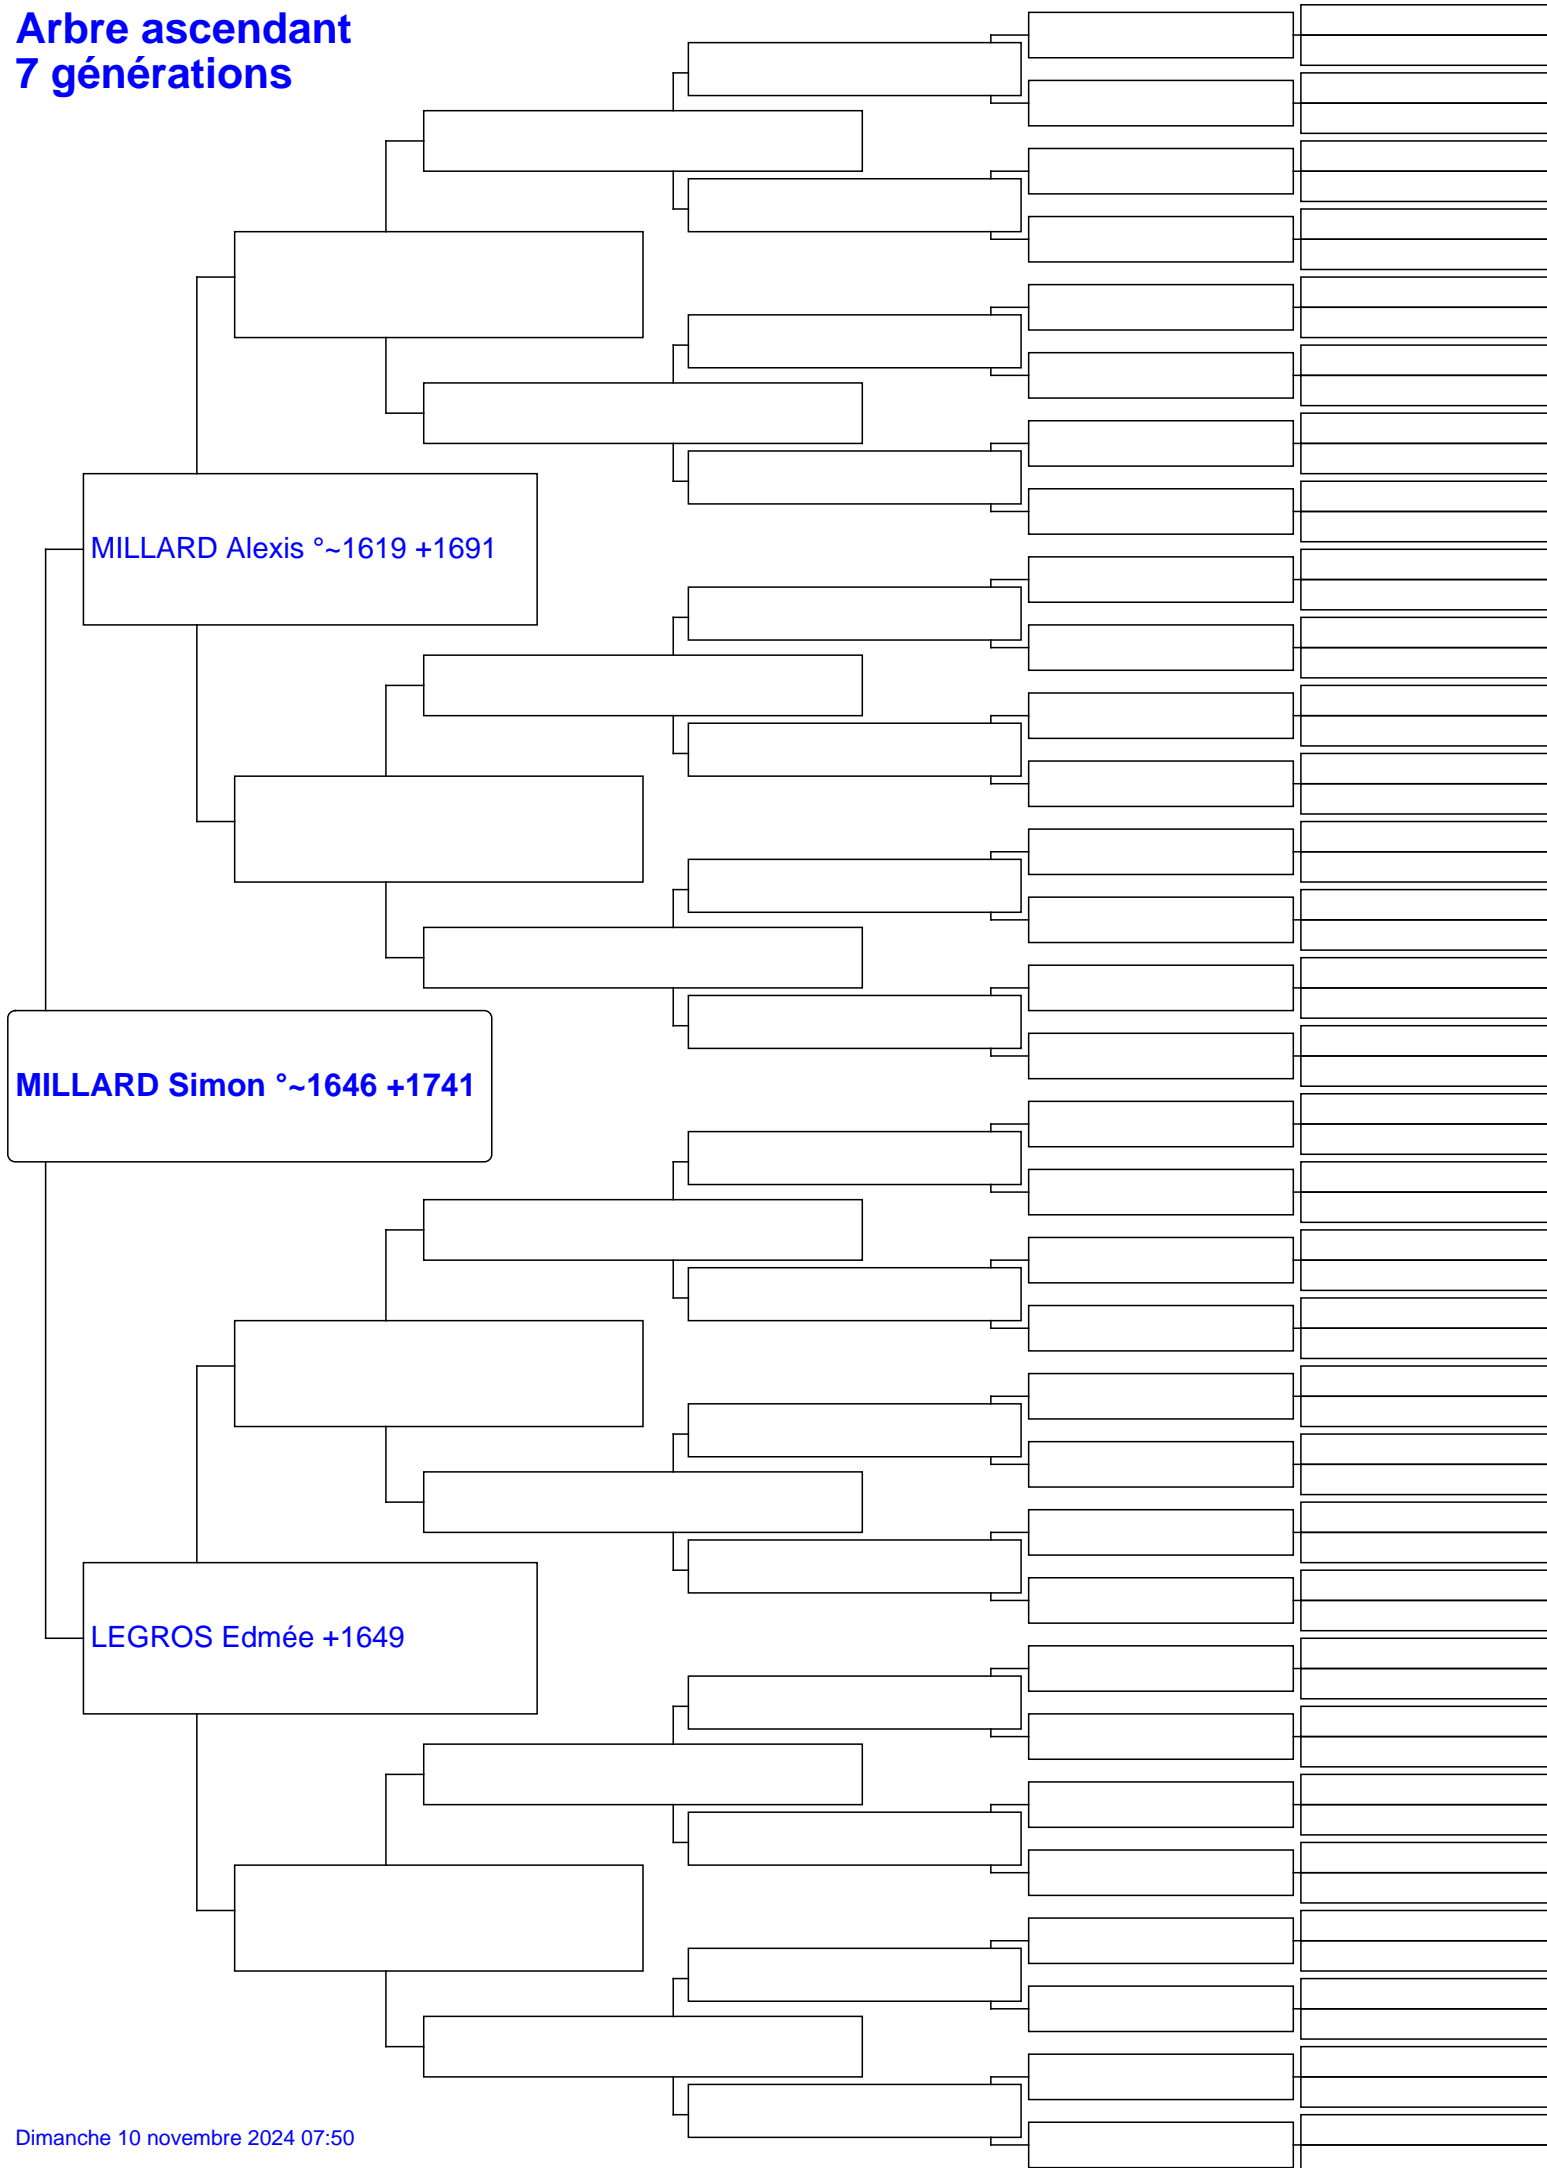 Arbre ascendant
7 générations
MILLARD Alexis °~1619 +1691
MILLARD Simon °~1646 +1741
LEGROS Edmée +1649
Dimanche 10 novembre 2024 07:50